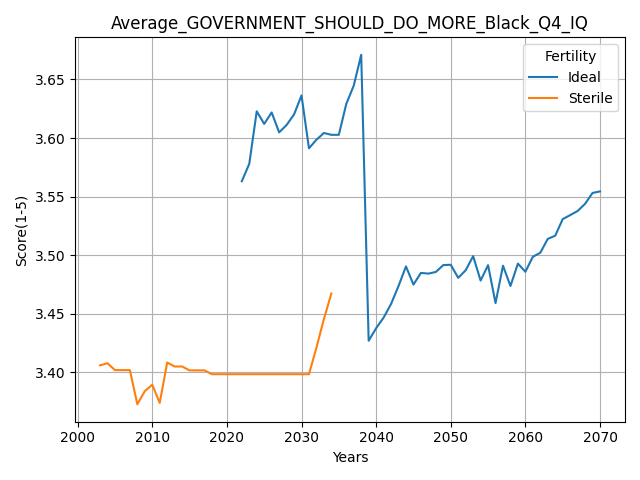 Average_GOVERNMENT_SHOULD_DO_MORE_Black_Q4_IQ
Fertility
Ideal
Sterile
Score(1-5)
3.65
3.60
3.55
3.50
3.45
3.40
2000 2010 2020 2030 2040 2050 2060 2070
Years